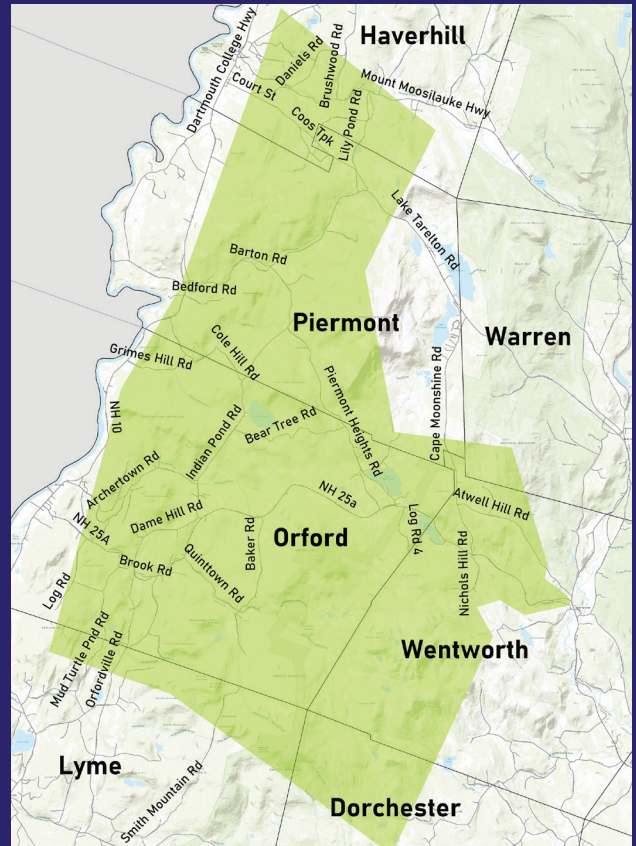 Haverhill
Dartmouth College Hwy
Daniels Rd
Brushwood Rd
Mount Moosilauke Hwy
Court St
Coos Tpk
Lily Pond Rd
Lake Tarelton Rd
Barton Rd
Bedford Rd
Piermont
Warren
Grimes Hill Rd
Cole Hill Rd
Cape Moonshine Rd
Piermont Heights Rd
NH 10
Bear Tree Rd
Indian Pond Rd
Archertown Rd
NH 25a
Atwell Hill Rd
Dame Hill Rd
NH 25A
Log Rd 4
Baker Rd
Orford
Brook Rd
Quinttown Rd
Nichols Hill Rd
Log Rd
Wentworth
Mud Turtle Pnd Rd
Orfordville Rd
Lyme
Smith Mountain Rd
Dorchester